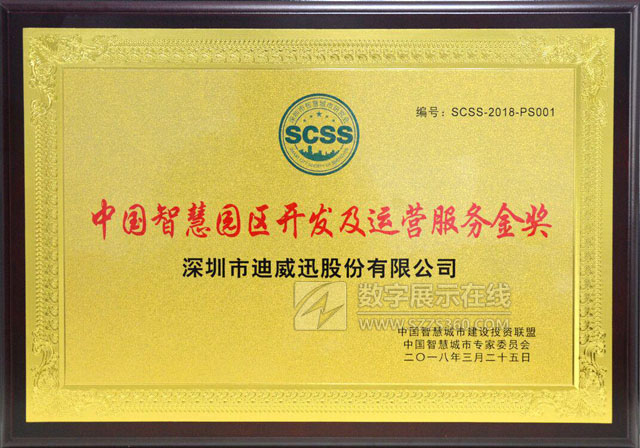 编号：SCSS-2018-PS001
SCSS
中国智慧园区开发及运营服务金奖
深圳市迪威迅股份有限公司
数字展示在线
中国智慧城市建设投资联盟
中国智慧城市专家委员会
二〇一八年三月二十五日